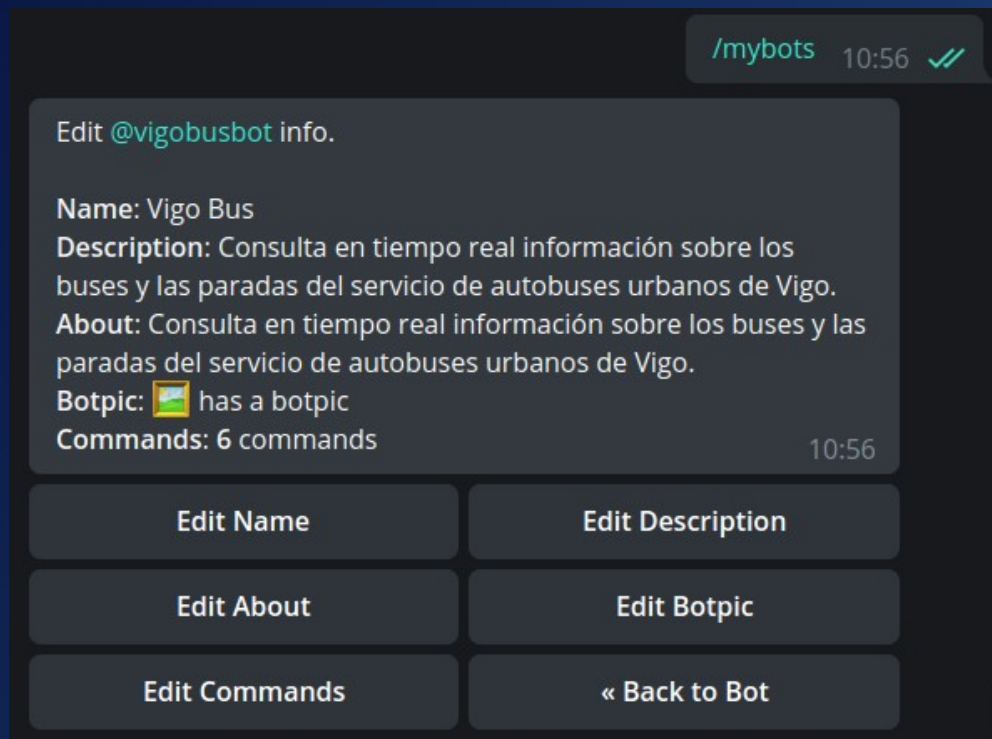 /mybots 10:56
Edit @vigobusbot info.
Name: Vigo Bus
Description: Consulta en tiempo real información sobre los
buses y las paradas del servicio de autobuses urbanos de Vigo.
About: Consulta en tiempo real información sobre los buses y las
paradas del servicio de autobuses urbanos de Vigo.
Botpic: 🖼 has a botpic
Commands: 6 commands
10:56
Edit Name
Edit Description
Edit About
Edit Botpic
Edit Commands
« Back to Bot